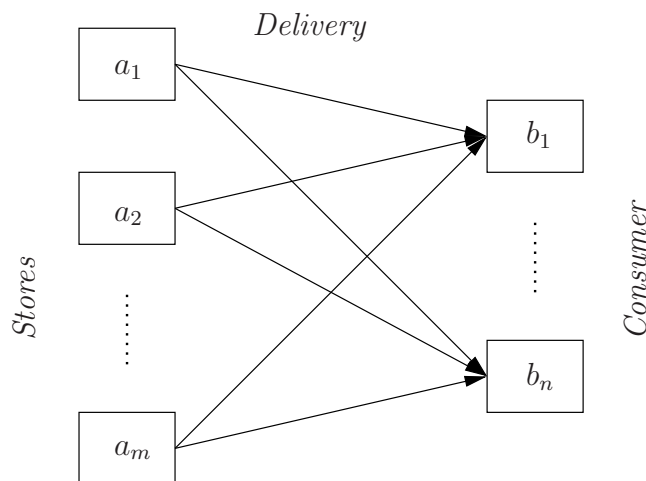 Delivery
a₁
b₁
a₂
Stores
Consumer
bₙ
aₘ